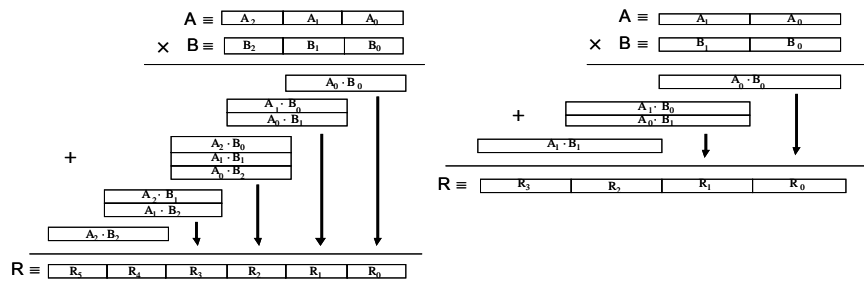 A ≡ A₂ A₁ A₀
× B ≡ B₂ B₁ B₀
A₀ · B₀
A₁ · B₀
A₀ · B₁
+
A₂ · B₀
A₁ · B₁
A₀ · B₂
A₂ · B₁
A₁ · B₂
A₂ · B₂
R ≡ R₅ R₄ R₃ R₂ R₁ R₀
A ≡ A₁ A₀
× B ≡ B₁ B₀
A₀ · B₀
+
A₁ · B₀
A₀ · B₁
A₁ · B₁
R ≡ R₃ R₂ R₁ R₀